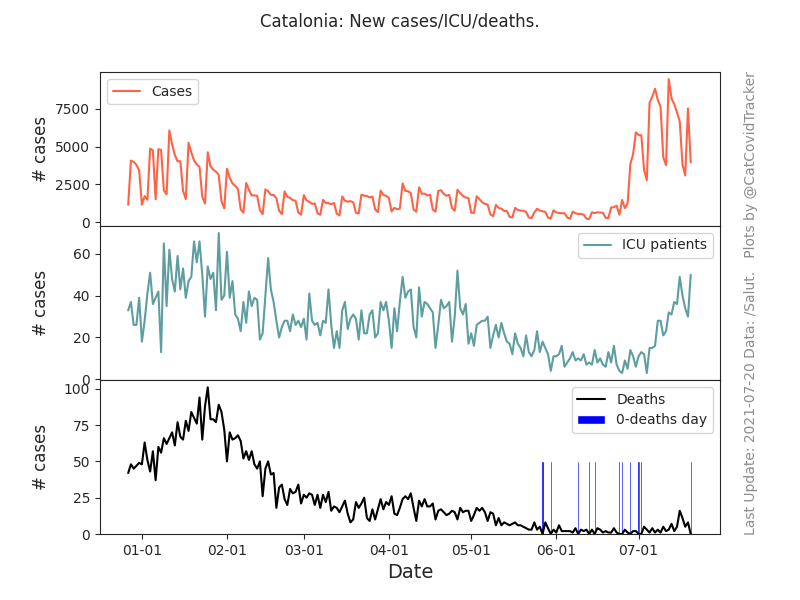 Catalonia: New cases/ICU/deaths.
Cases
# cases
7500
5000
2500
0
ICU patients
# cases
60
40
20
0
Deaths
0-deaths day
# cases
100
75
50
25
0
01-01 02-01 03-01 04-01 05-01 06-01 07-01
Date
Last Update: 2021-07-20 Data: /Salut. Plots by @CatCovidTracker